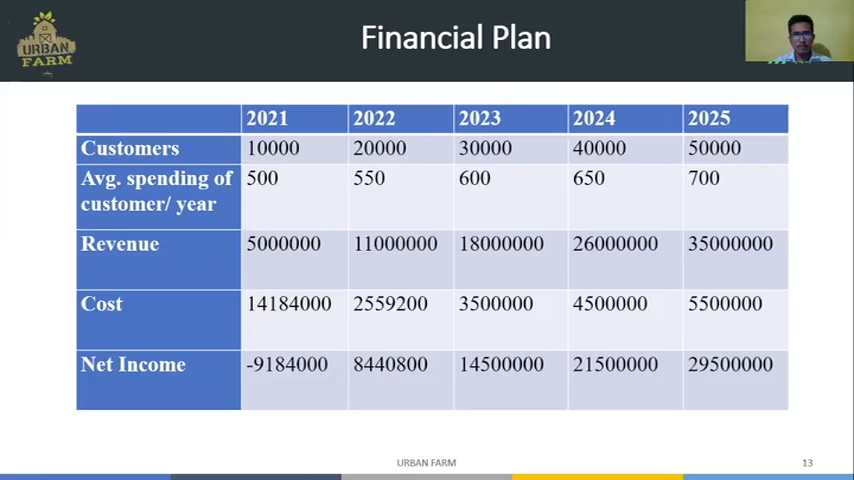 URBAN
FARM
Financial Plan
2021 2022 2023 2024 2025
Customers 10000 20000 30000 40000 50000
Avg. spending of 500 550 600 650 700
customer/ year
Revenue 5000000 11000000 18000000 26000000 35000000
Cost 14184000 2559200 3500000 4500000 5500000
Net Income -9184000 8440800 14500000 21500000 29500000
URBAN FARM 13